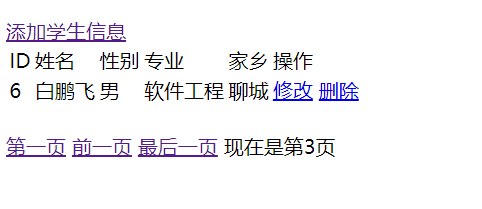 添加学生信息
ID 姓名 性别 专业 家乡 操作
6 白鹏飞 男 软件工程 聊城 修改 删除
第一页 前一页 最后一页 现在是第3页